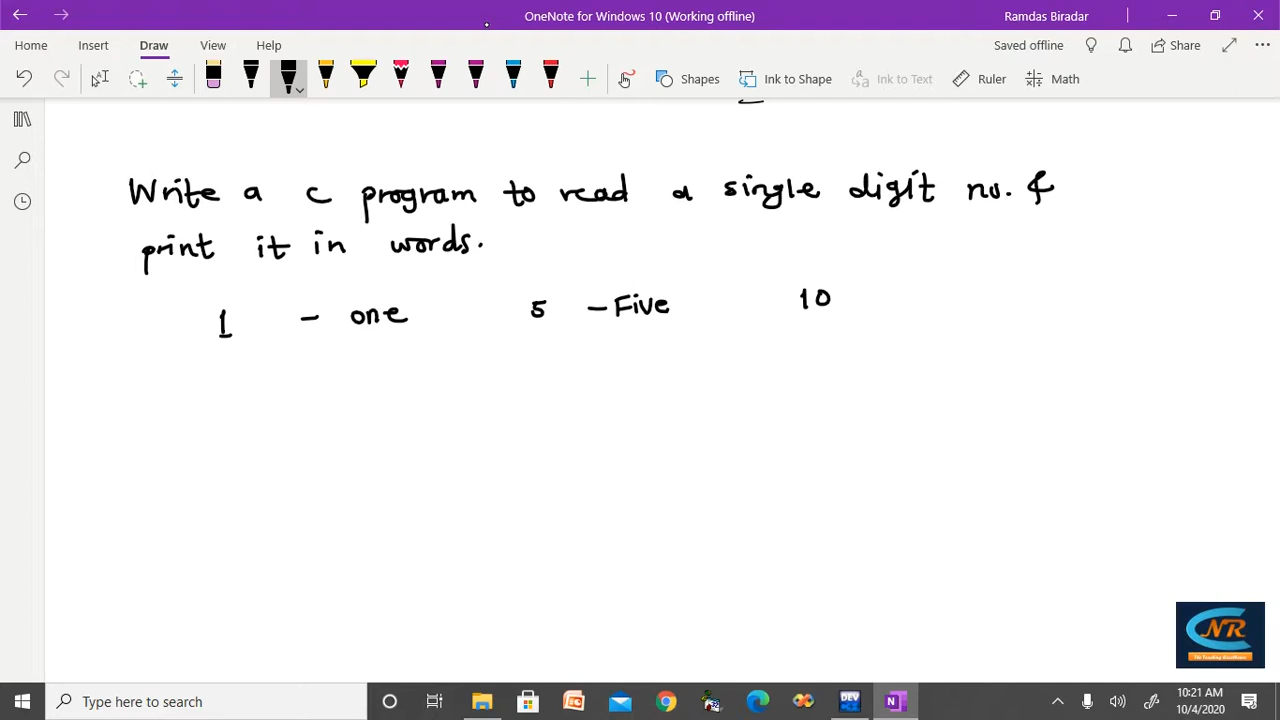 OneNote for Windows 10 (Working offline)
Ramdas Biradar
Home Insert Draw View Help
Saved offline
Share
Shapes
Ink to Shape
Ink to Text
Ruler
Math
Write a c program to read a single digit no. &
print it in words.
1 - one 5 - Five 10
NR
Type here to search
DEV
N
10:21 AM
10/4/2020